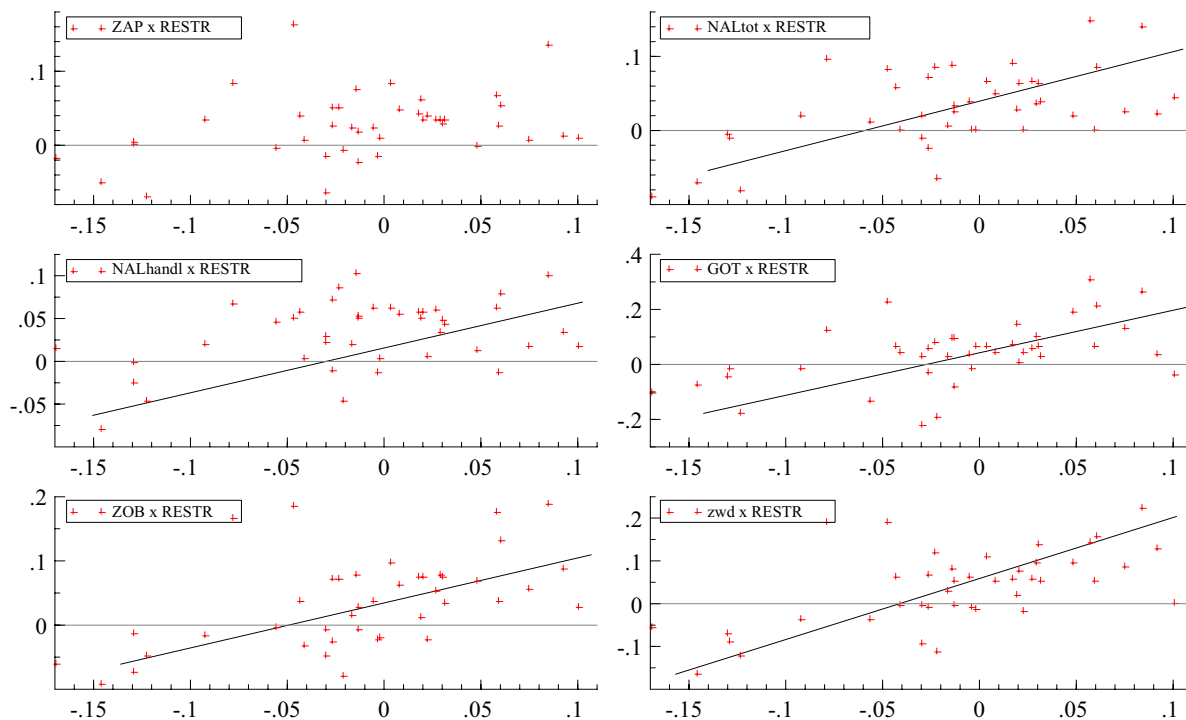 ZAP x RESTR
.1
0
-.15 -.1 -.05 0 .05 .1
NALtot x RESTR
.1
0
-.15 -.1 -.05 0 .05 .1
NALhandl x RESTR
.1
.05
0
-.05
-.15 -.1 -.05 0 .05 .1
GOT x RESTR
.4
.2
0
-.2
-.15 -.1 -.05 0 .05 .1
ZOB x RESTR
.2
.1
0
-.15 -.1 -.05 0 .05 .1
zwd x RESTR
.2
.1
0
-.1
-.15 -.1 -.05 0 .05 .1